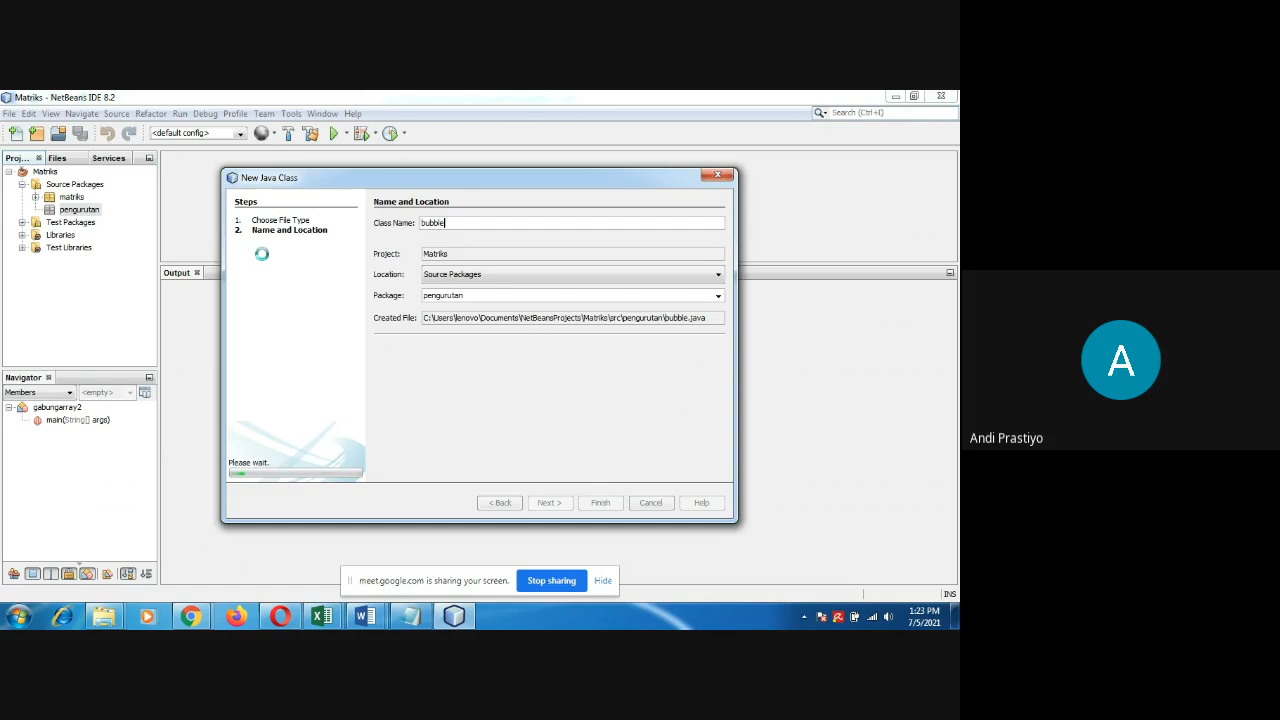 Matriks - NetBeans IDE 8.2
File Edit View Navigate Source Refactor Run Debug Profile Team Tools Window Help
Search (Ctrl+I)
<default config>
Proj... Files Services
Matriks
Source Packages
matriks
pengurutan
Test Packages
Libraries
Test Libraries
New Java Class
Steps
1. Choose File Type
2. Name and Location
Name and Location
Class Name: bubble
Project: Matriks
Location: Source Packages
Package: pengurutan
Created File: C:\Users\lenovo\Documents\NetBeansProjects\Matriks\src\pengurutan\bubble.java
Output
Navigator
Members <empty>
gabungarray2
main(String[] args)
Please wait.
< Back Next > Finish Cancel Help
A
Andi Prastiyo
meet.google.com is sharing your screen. Stop sharing Hide
INS
1:23 PM
7/5/2021